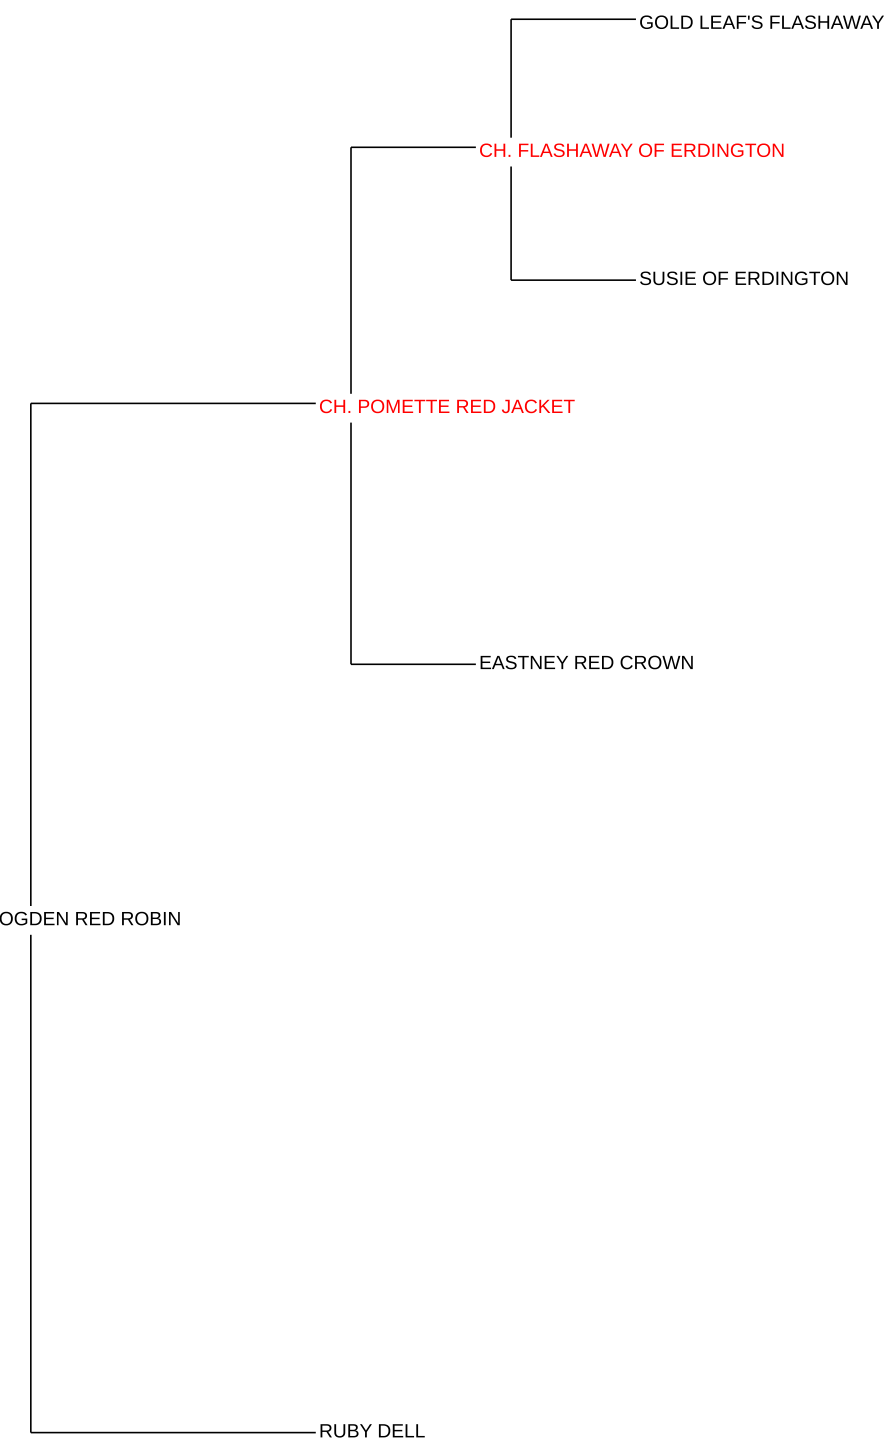 GOLD LEAF'S FLASHAWAY
CH. FLASHAWAY OF ERDINGTON
SUSIE OF ERDINGTON
CH. POMETTE RED JACKET
EASTNEY RED CROWN
OGDEN RED ROBIN
RUBY DELL